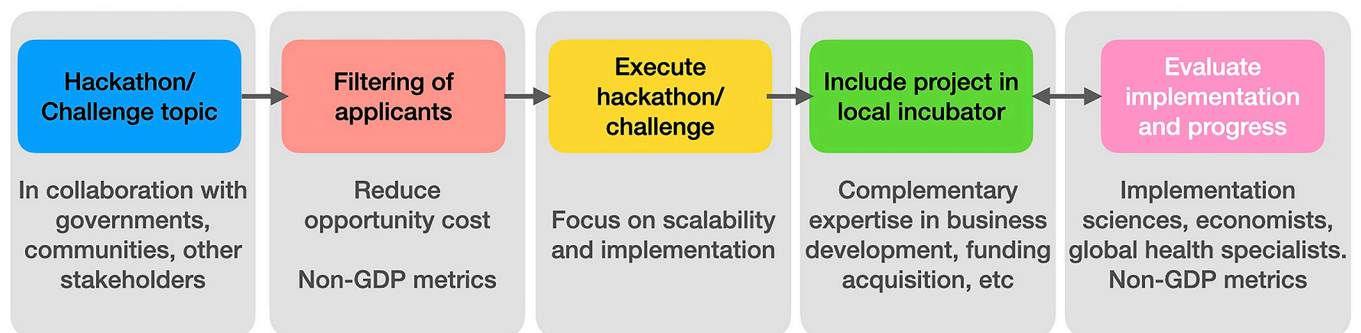 Hackathon/
Challenge topic
In collaboration with
governments,
communities, other
stakeholders
Filtering of
applicants
Reduce
opportunity cost
Non-GDP metrics
Execute
hackathon/
challenge
Focus on scalability
and implementation
Include project in
local incubator
Complementary
expertise in business
development, funding
acquisition, etc
Evaluate
implementation
and progress
Implementation
sciences, economists,
global health specialists.
Non-GDP metrics